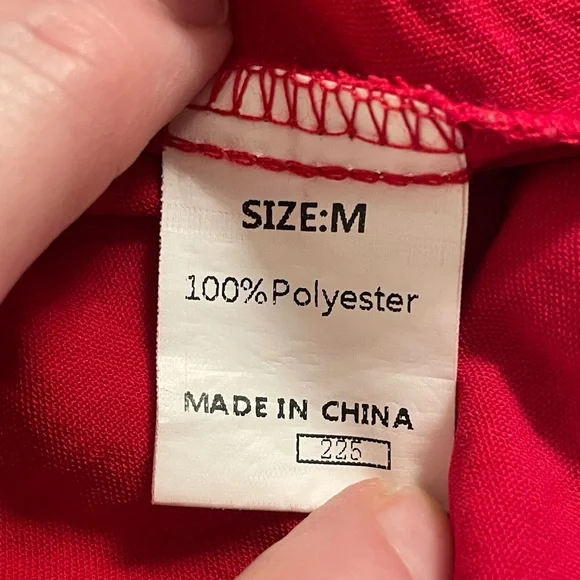 SIZE:M
100%Polyester
MADE IN CHINA
225